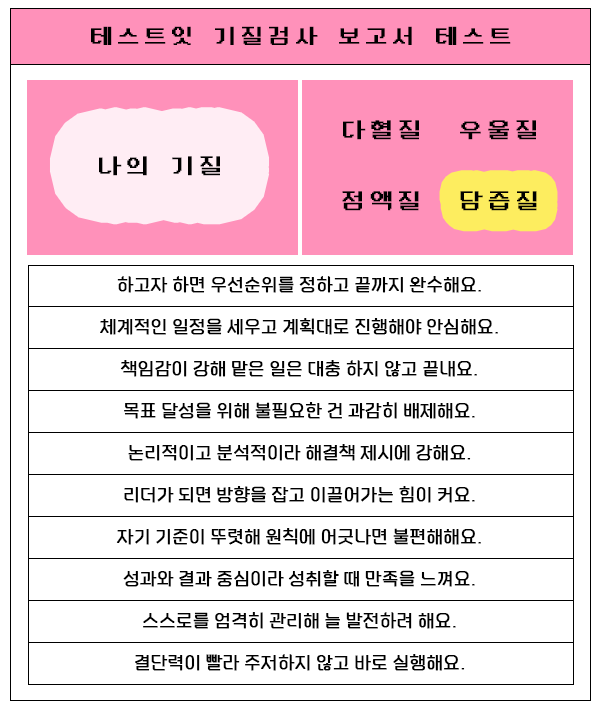 테스트잇 기질검사 보고서 테스트
나의 기질
다혈질 우울질
점액질 담즙질
하고자 하면 우선순위를 정하고 끝까지 완수해요.
체계적인 일정을 세우고 계획대로 진행해야 안심해요.
책임감이 강해 맡은 일은 대충 하지 않고 끝내요.
목표 달성을 위해 불필요한 건 과감히 배제해요.
논리적이고 분석적이라 해결책 제시에 강해요.
리더가 되면 방향을 잡고 이끌어가는 힘이 커요.
자기 기준이 뚜렷해 원칙에 어긋나면 불편해해요.
성과와 결과 중심이라 성취할 때 만족을 느껴요.
스스로를 엄격히 관리해 늘 발전하려 해요.
결단력이 빨라 주저하지 않고 바로 실행해요.